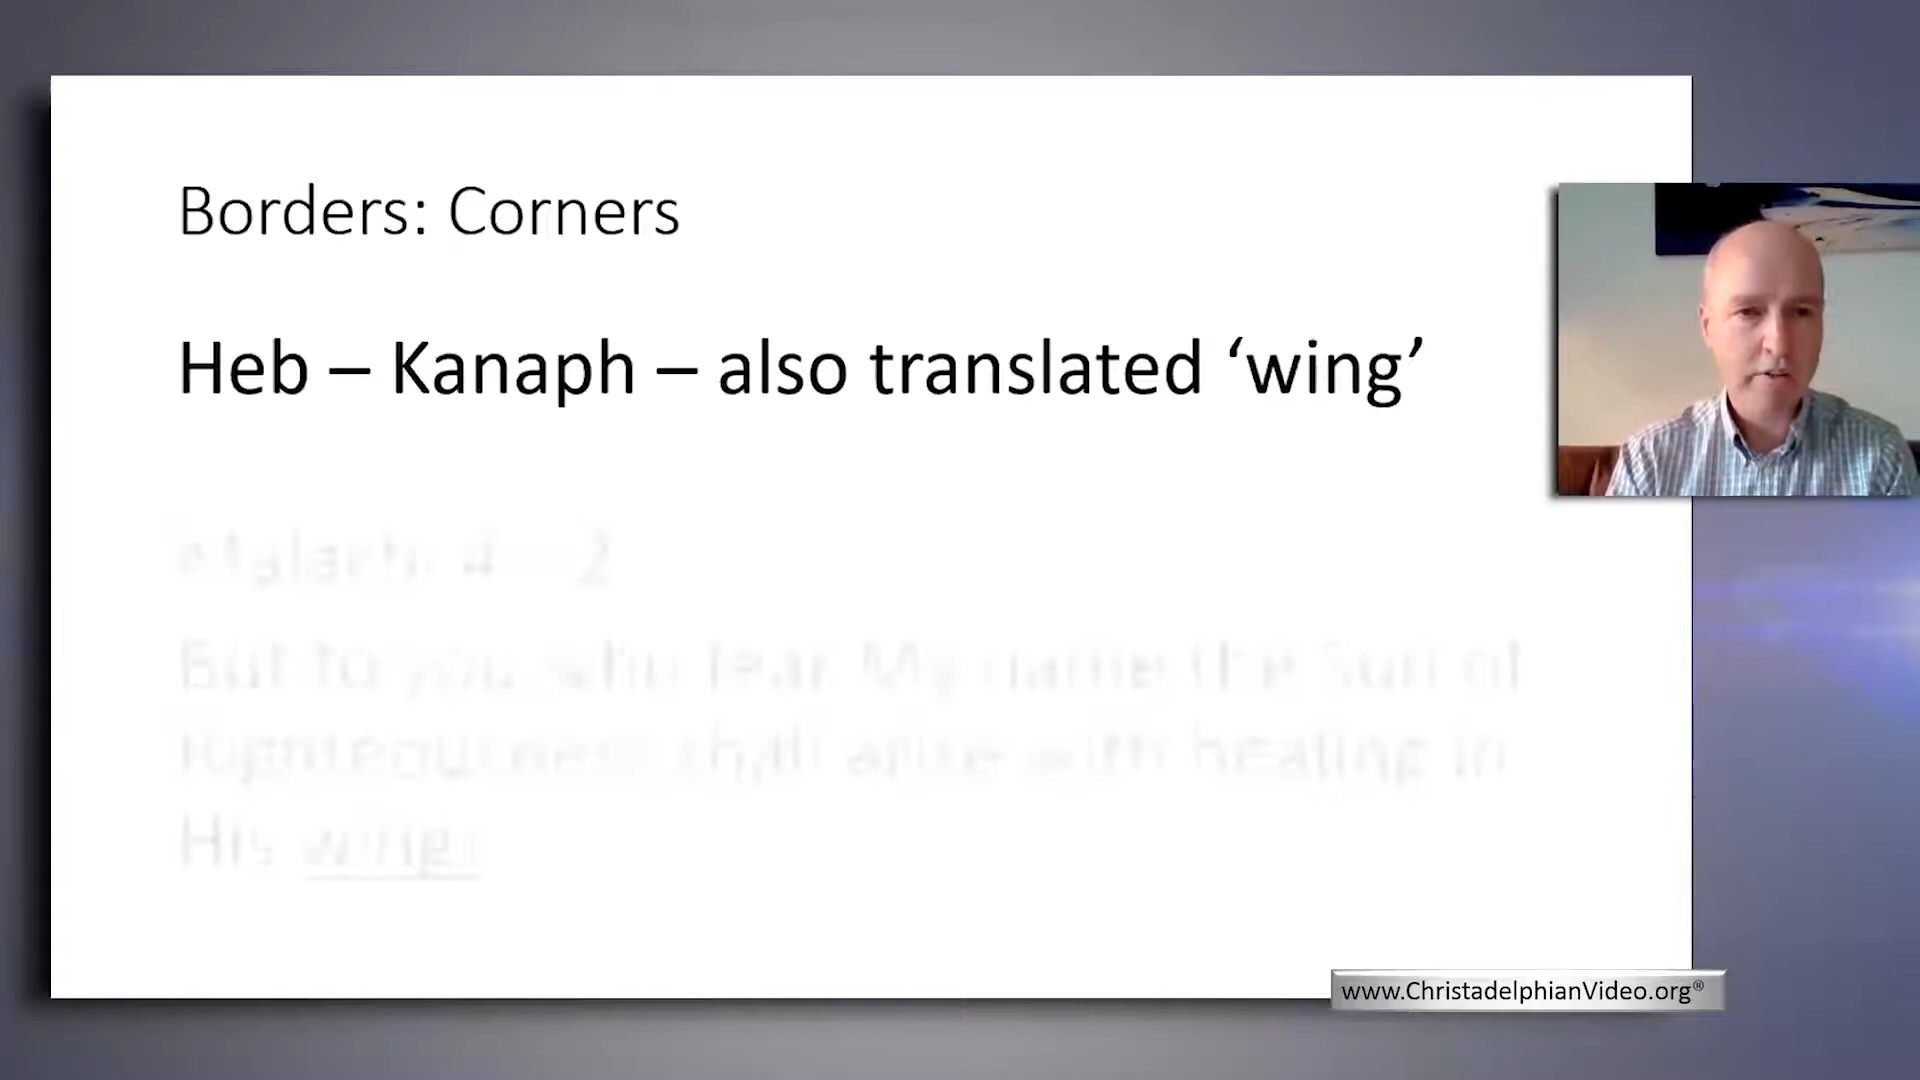 Borders: Corners
Heb – Kanaph – also translated ‘wing’
Malachi 4 2
But to you who fear My name the Sun of
Righteousness shall arise with healing in
His wings
www.ChristadelphianVideo.org®